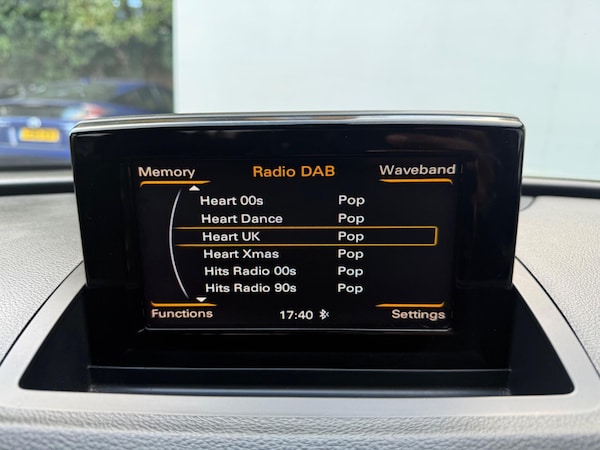 Memory Radio DAB Waveband
Heart 00s Pop
Heart Dance Pop
Heart UK Pop
Heart Xmas Pop
Hits Radio 00s Pop
Hits Radio 90s Pop
Functions 17:40 Settings